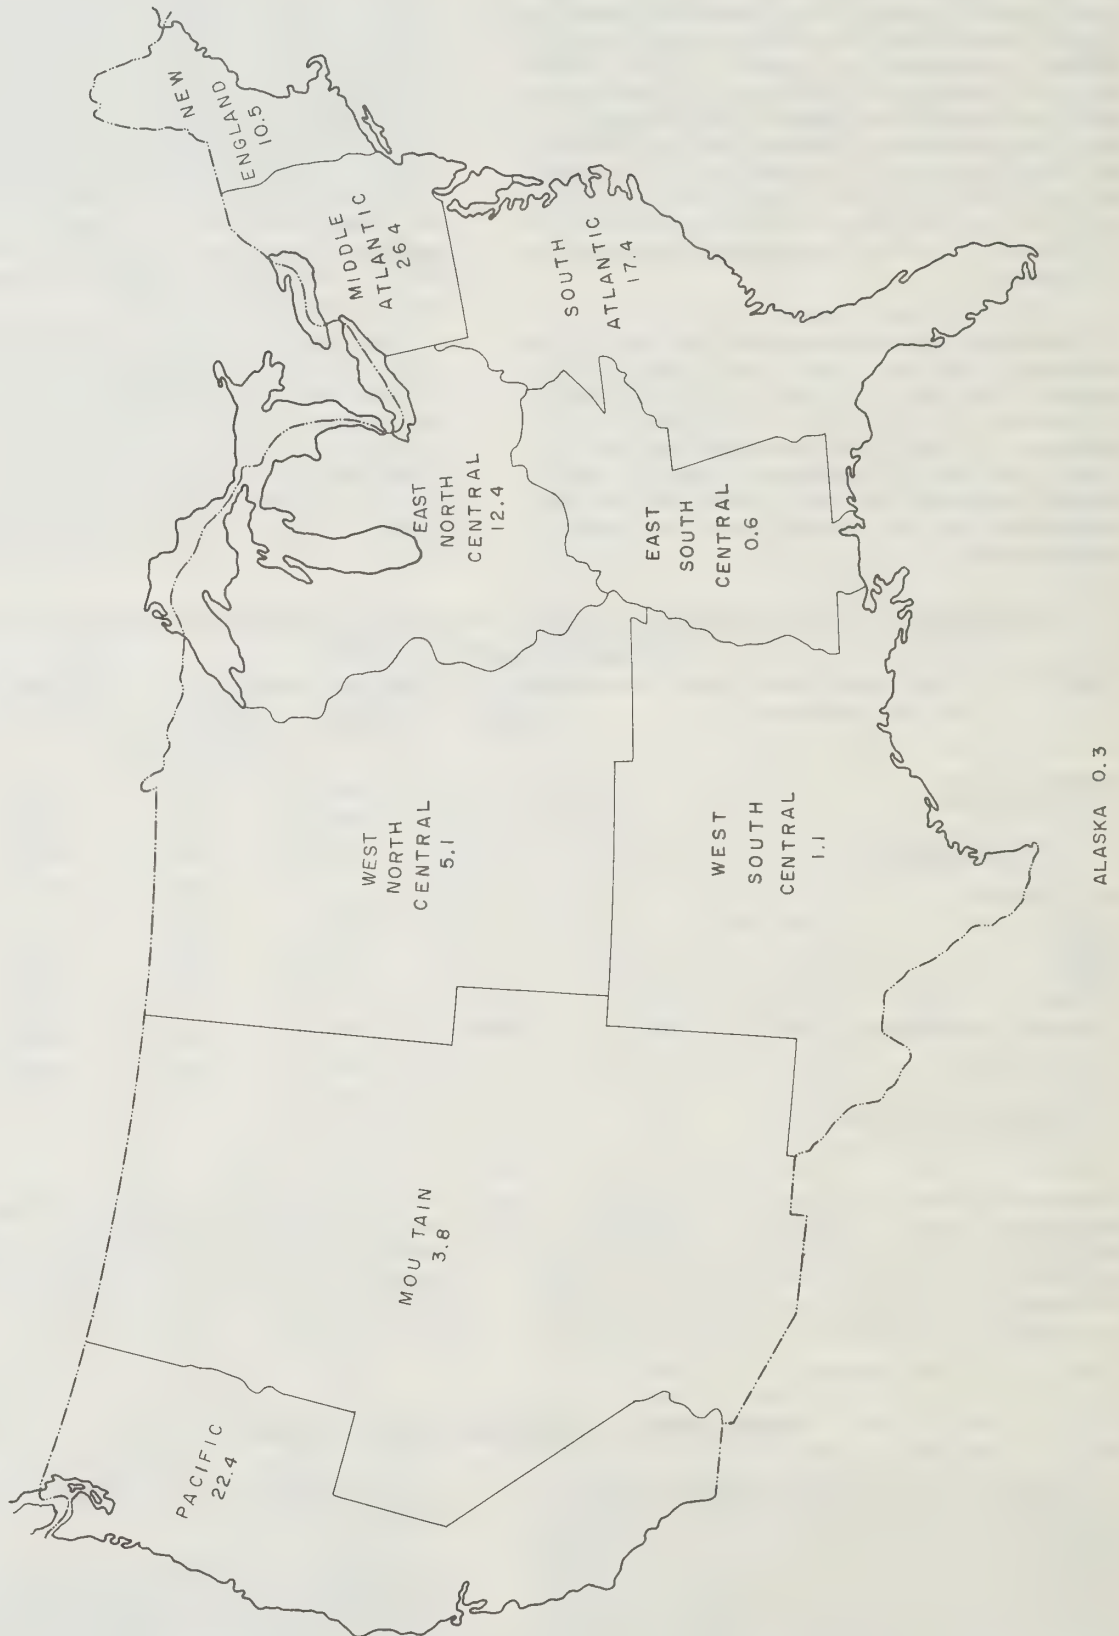 PACIFIC
22.4
MOU TAIN
3.8
WEST
NORTH
CENTRAL
5.1
WEST
SOUTH
CENTRAL
1.1
EAST
NORTH
CENTRAL
12.4
EAST
SOUTH
CENTRAL
0.6
SOUTH
ATLANTIC
17.4
MIDDLE
ATLANTIC
26 4
NEW
ENGLAND
10.5
ALASKA 0.3